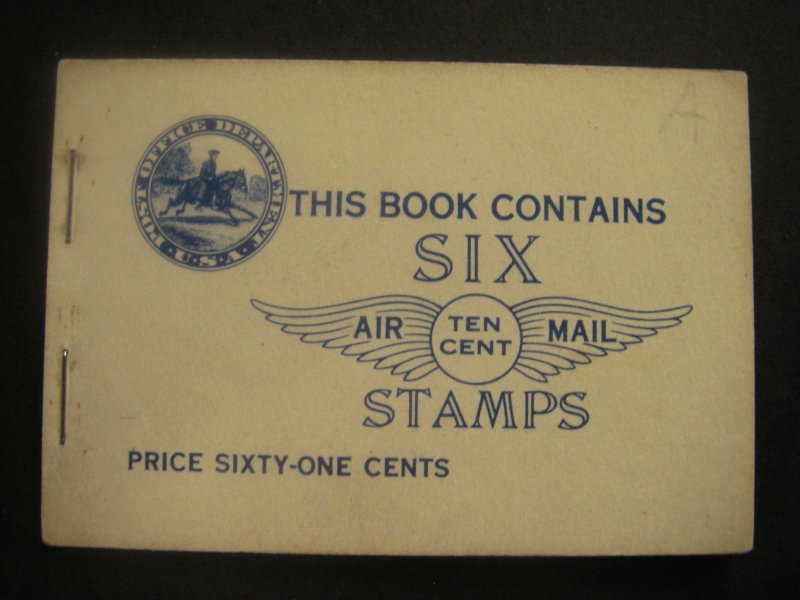 POST OFFICE DEPARTMENT
U.S.A.
THIS BOOK CONTAINS
SIX
AIR TEN CENT MAIL
STAMPS
PRICE SIXTY-ONE CENTS
A